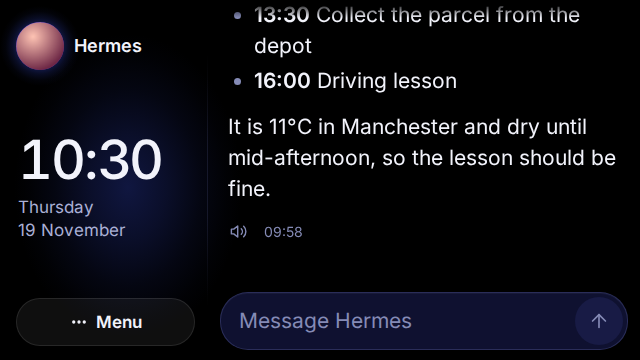 Hermes
10:30
Thursday
19 November
••• Menu
• 13:30 Collect the parcel from the
depot
• 16:00 Driving lesson
It is 11°C in Manchester and dry until
mid-afternoon, so the lesson should be
fine.
09:58
Message Hermes